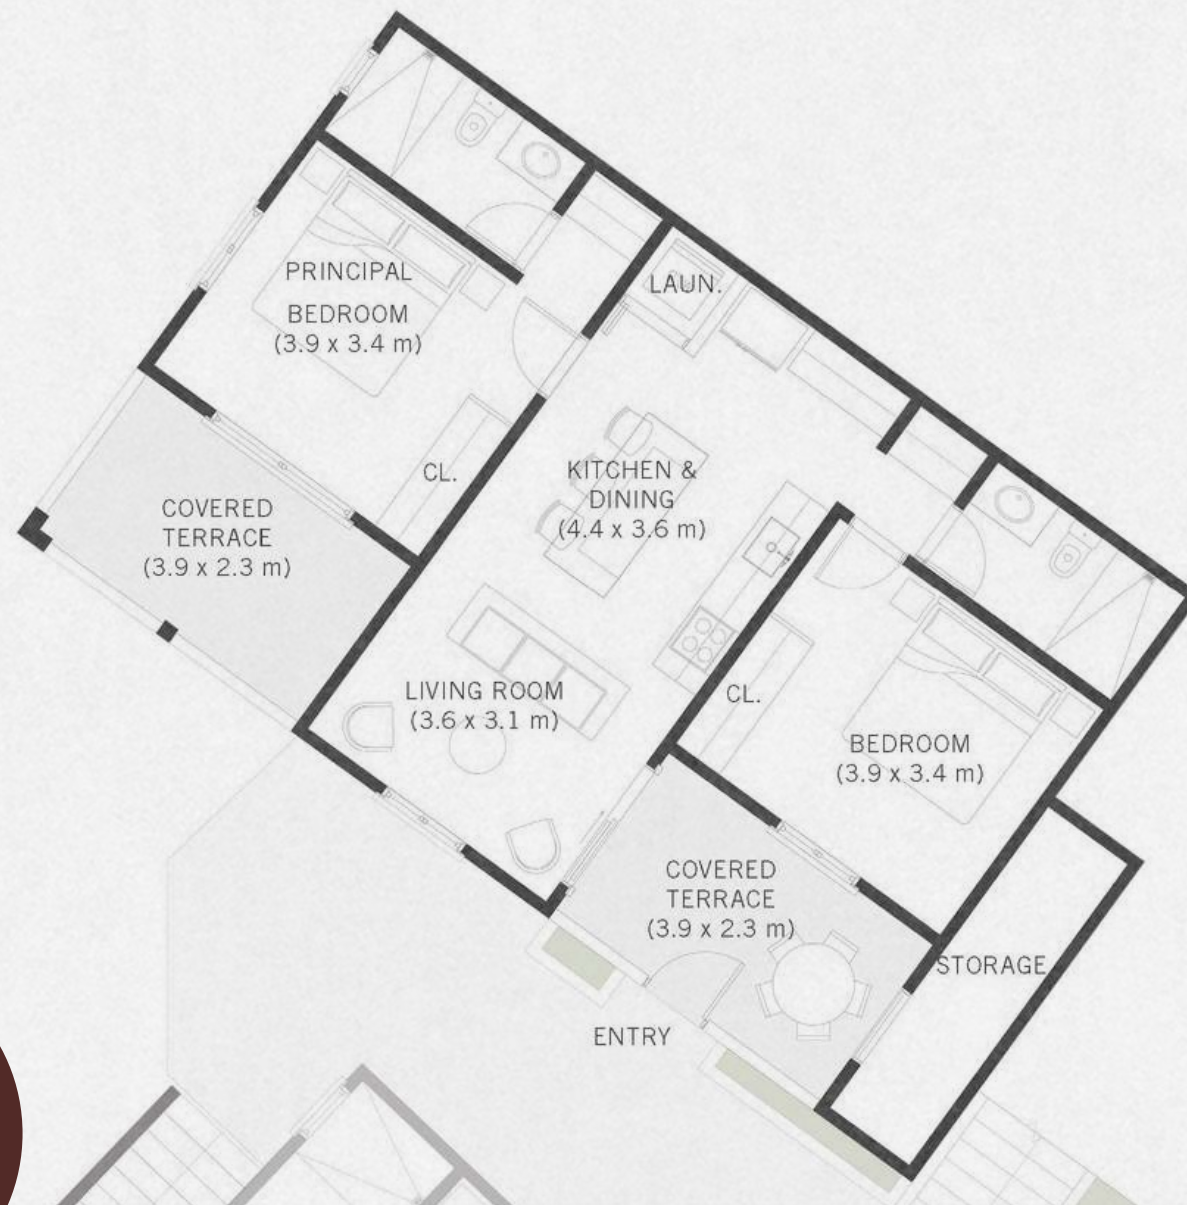 PRINCIPAL
BEDROOM
(3.9 x 3.4 m)
LAUN.
CL.
KITCHEN &
DINING
(4.4 x 3.6 m)
COVERED
TERRACE
(3.9 x 2.3 m)
LIVING ROOM
(3.6 x 3.1 m)
CL.
BEDROOM
(3.9 x 3.4 m)
COVERED
TERRACE
(3.9 x 2.3 m)
STORAGE
ENTRY